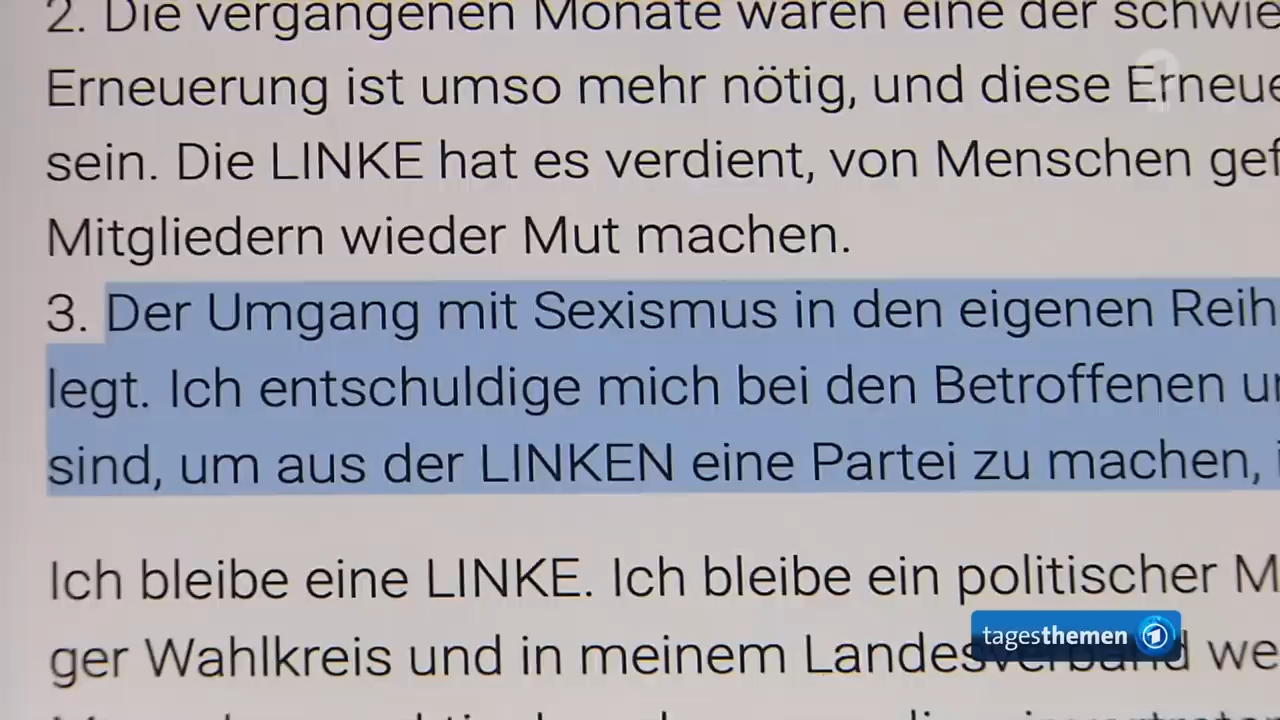 2. Die vergangenen Monate waren eine der schwie
Erneuerung ist umso mehr nötig, und diese Erneue
sein. Die LINKE hat es verdient, von Menschen gef
Mitgliedern wieder Mut machen.
3. Der Umgang mit Sexismus in den eigenen Reih
legt. Ich entschuldige mich bei den Betroffenen un
sind, um aus der LINKEN eine Partei zu machen,
Ich bleibe eine LINKE. Ich bleibe ein politischer M
tagesthemen
ger Wahlkreis und in meinem Landesverband we